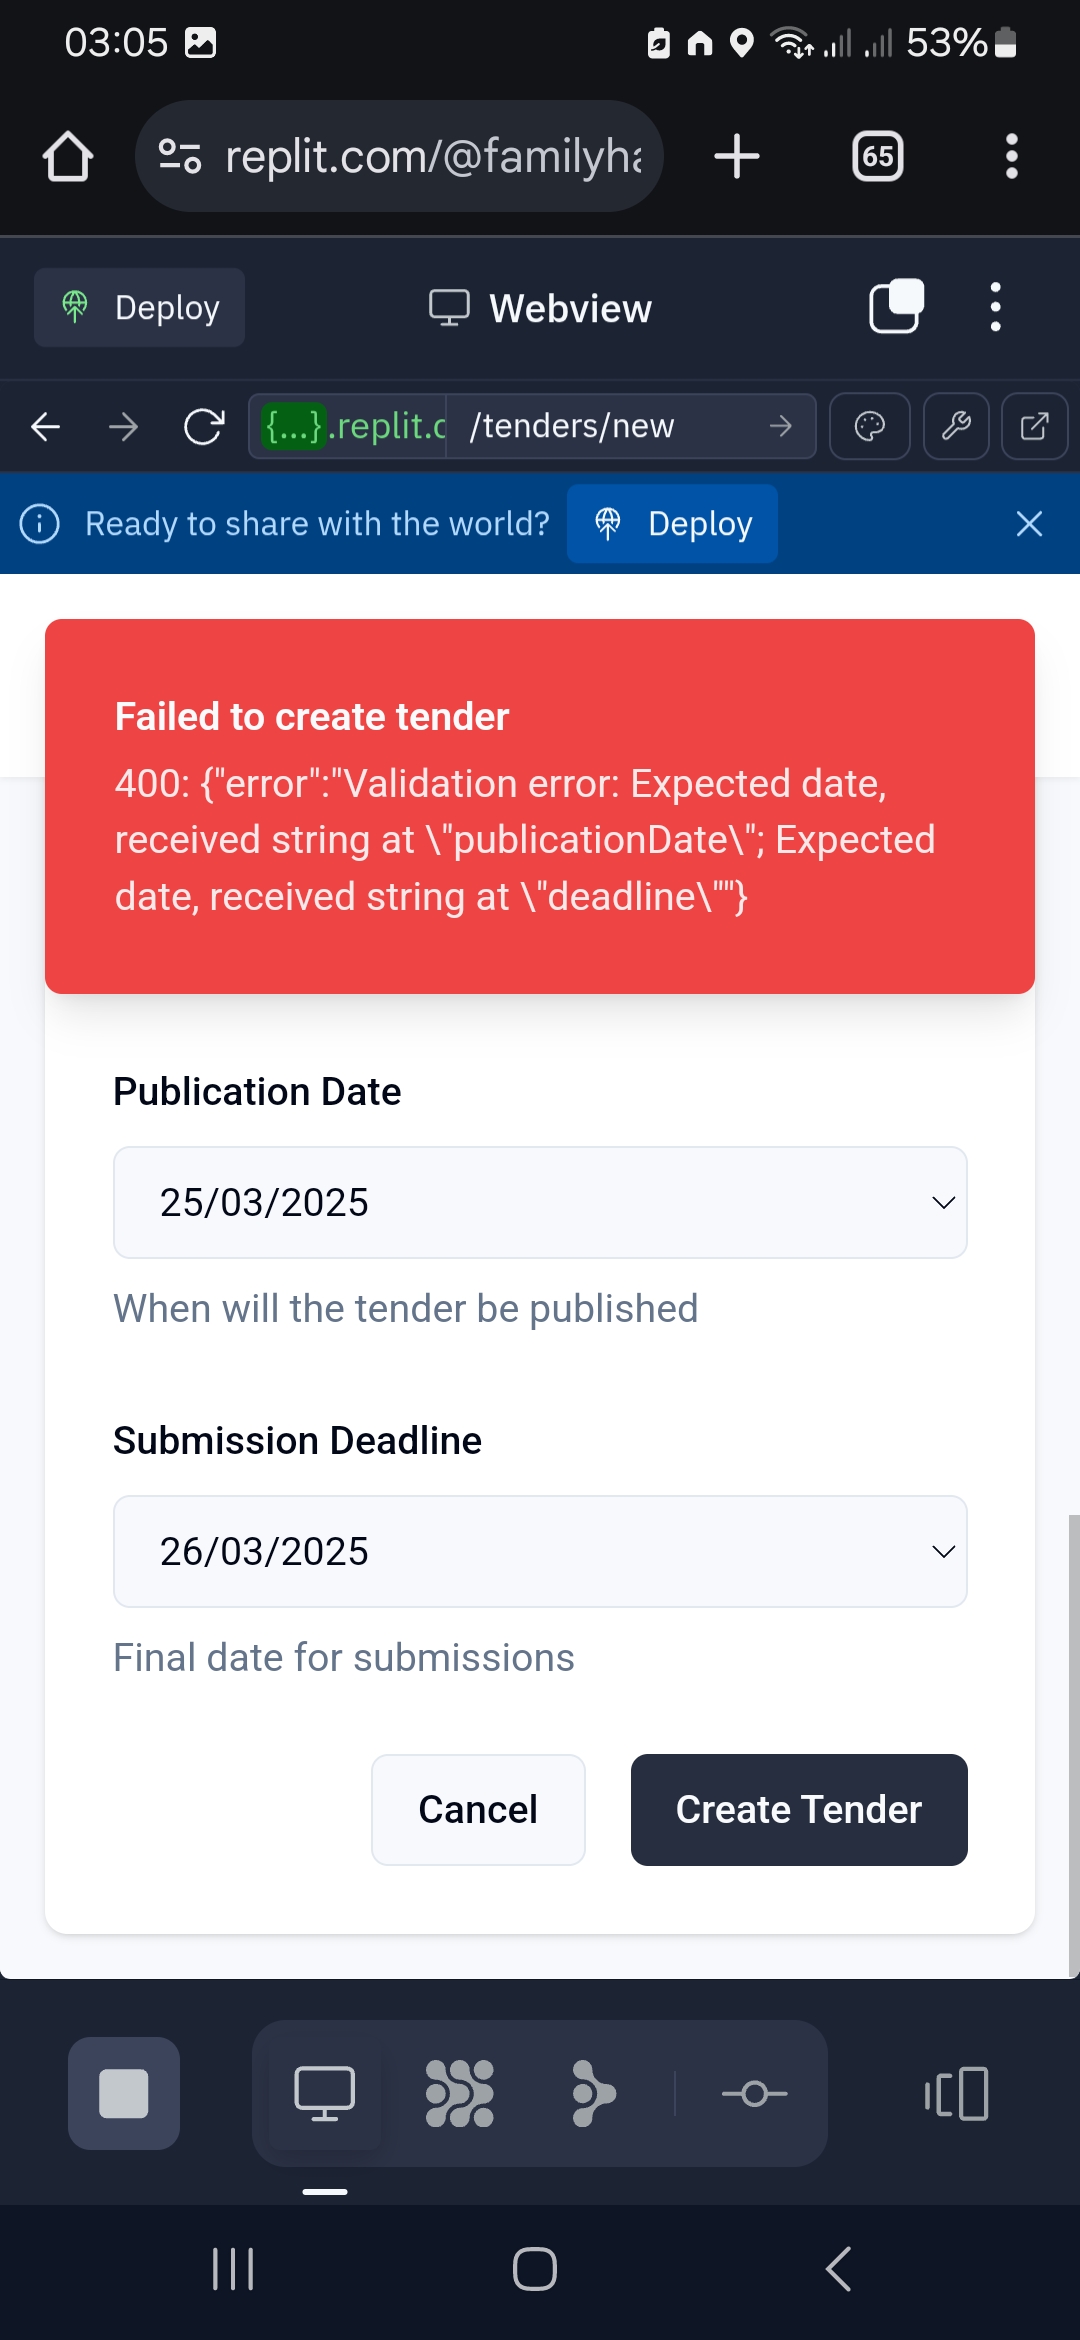 03:05
53%
replit.com/@familyha
65
Deploy
Webview
{...}.replit.c
/tenders/new
Ready to share with the world?
Deploy
Failed to create tender
400: {"error":"Validation error: Expected date,
received string at \"publicationDate\"; Expected
date, received string at \"deadline\""}
Publication Date
25/03/2025
When will the tender be published
Submission Deadline
26/03/2025
Final date for submissions
Cancel
Create Tender